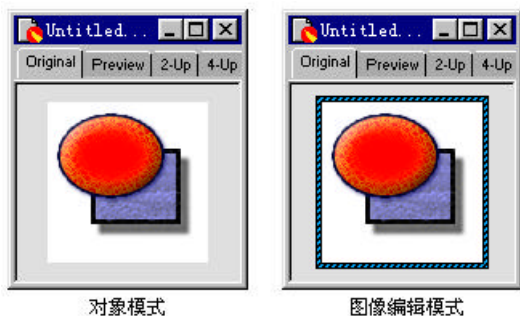 Untitled...
Original Preview 2-Up 4-Up
对象模式
Untitled...
Original Preview 2-Up 4-Up
图像编辑模式